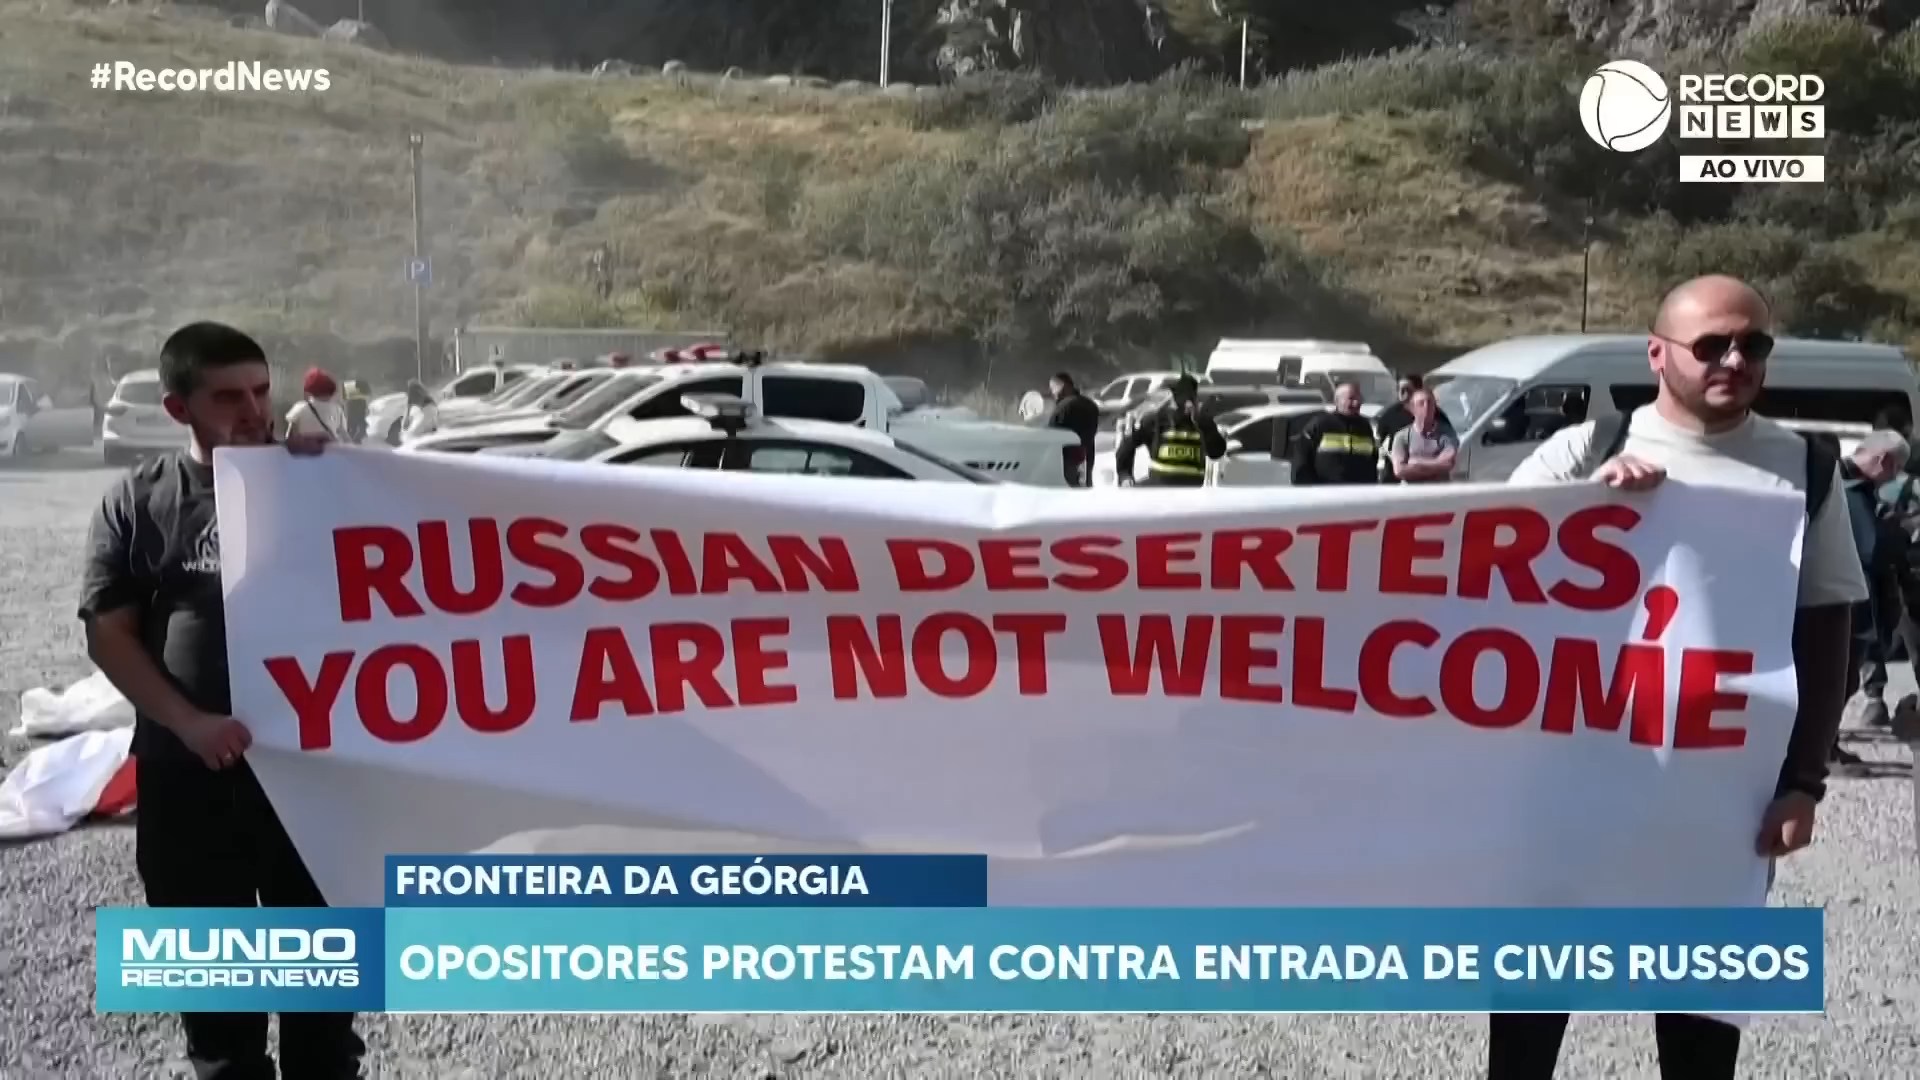 #RecordNews
RECORD
NEWS
AO VIVO
P
RUSSIAN DESERTERS,
YOU ARE NOT WELCOME
FRONTEIRA DA GEÓRGIA
MUNDO
RECORD NEWS
OPOSITORES PROTESTAM CONTRA ENTRADA DE CIVIS RUSSOS